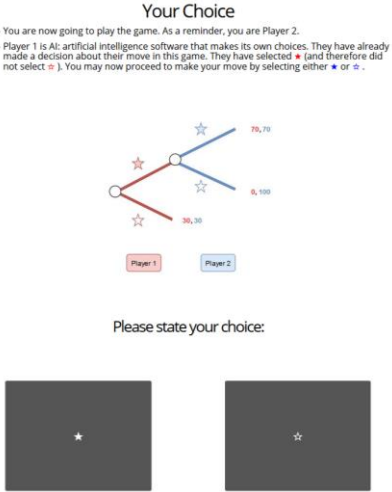 Your Choice
You are now going to play the game. As a reminder, you are Player 2.
Player 1 is AI: artificial intelligence software that makes its own choices. They have already
made a decision about their move in this game. They have selected ★ (and therefore did
not select ☆ ). You may now proceed to make your move by selecting either ★ or ☆ .
70, 70
0, 100
30, 30
Player 1 Player 2
Please state your choice: